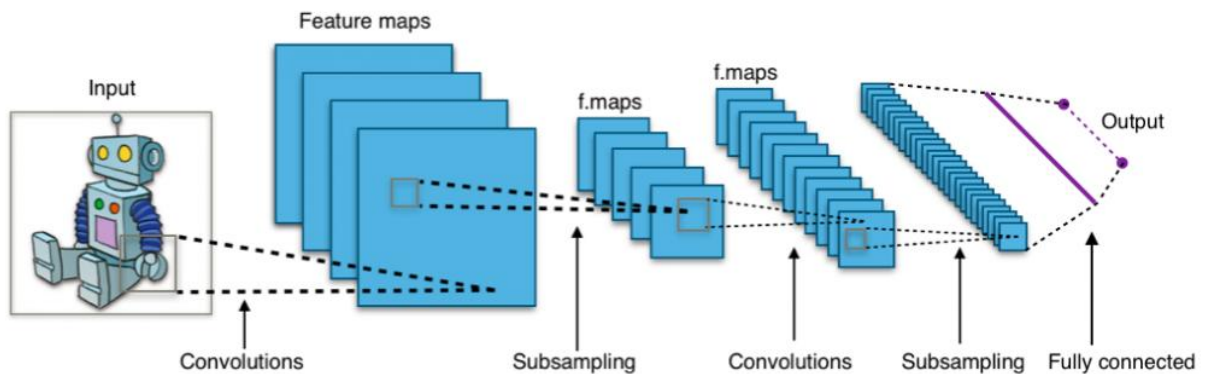 Feature maps
Input
f.maps
f.maps
Output
Convolutions
Subsampling
Convolutions
Subsampling
Fully connected